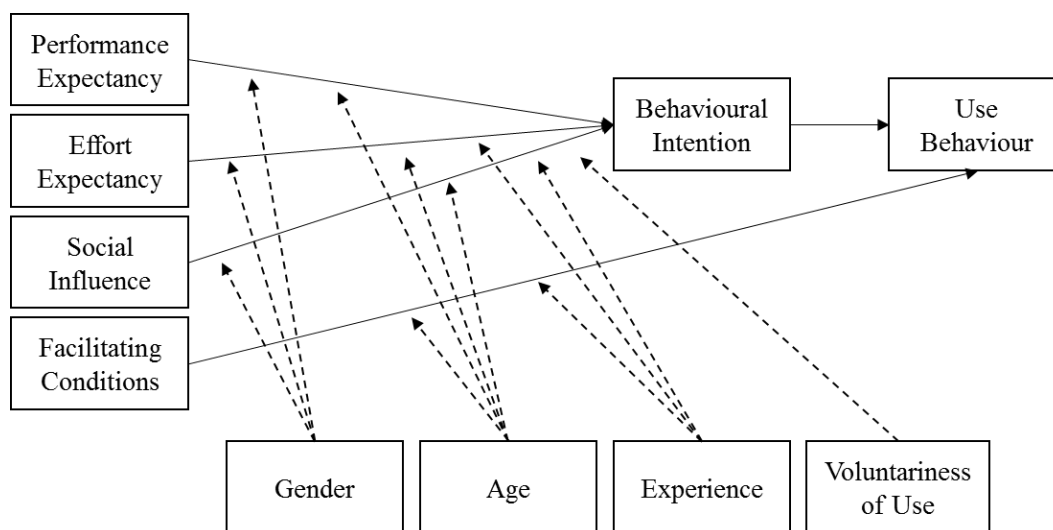 Performance
Expectancy
Effort
Expectancy
Social
Influence
Facilitating
Conditions
Behavioural
Intention
Use
Behaviour
Gender
Age
Experience
Voluntariness
of Use